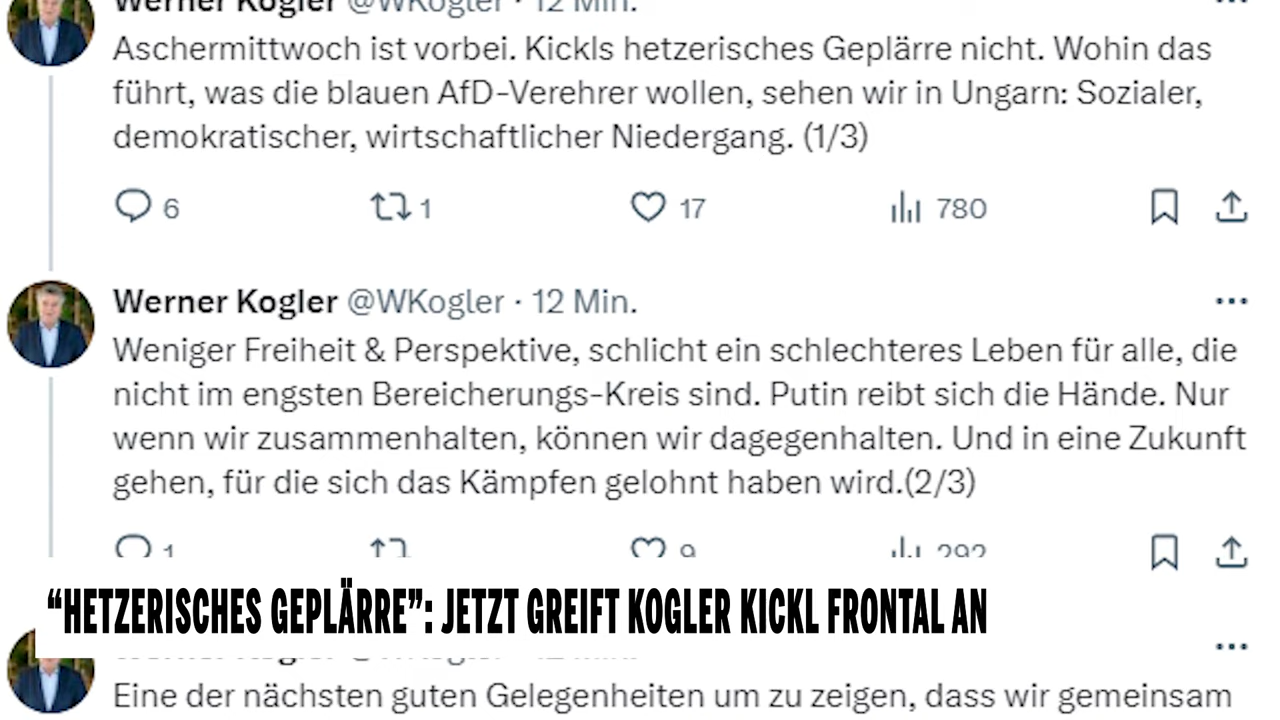 Werner Kogler @WKogler · 12 Min.
Aschermittwoch ist vorbei. Kickls hetzerisches Geplärre nicht. Wohin das
führt, was die blauen AfD-Verehrer wollen, sehen wir in Ungarn: Sozialer,
demokratischer, wirtschaftlicher Niedergang. (1/3)
6 1 17 780
Werner Kogler @WKogler · 12 Min.
Weniger Freiheit & Perspektive, schlicht ein schlechteres Leben für alle, die
nicht im engsten Bereicherungs-Kreis sind. Putin reibt sich die Hände. Nur
wenn wir zusammenhalten, können wir dagegenhalten. Und in eine Zukunft
gehen, für die sich das Kämpfen gelohnt haben wird.(2/3)
1 9 292
“HETZERISCHES GEPLÄRRE”: JETZT GREIFT KOGLER KICKL FRONTAL AN
Eine der nächsten guten Gelegenheiten um zu zeigen, dass wir gemeinsam